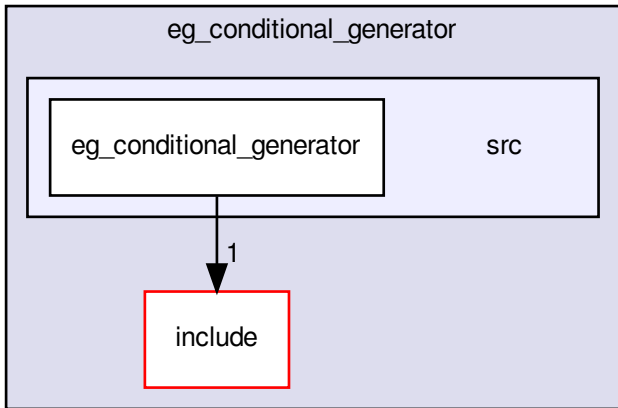 eg_conditional_generator
eg_conditional_generator
src
1
include